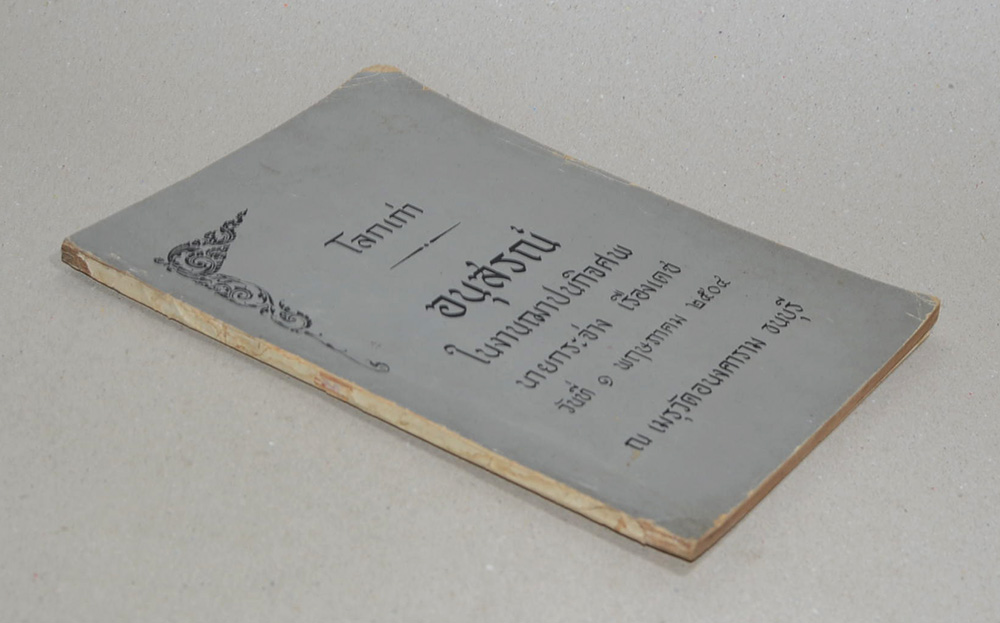 โลกเก่า
อนุสรณ์
ในงานฌาปนกิจศพ
นายกระจ่าง เรืองเดช
วันที่ ๑ พฤษภาคม ๒๕๐๔
ณ เมรุวัดอนงคาราม ธนบุรี